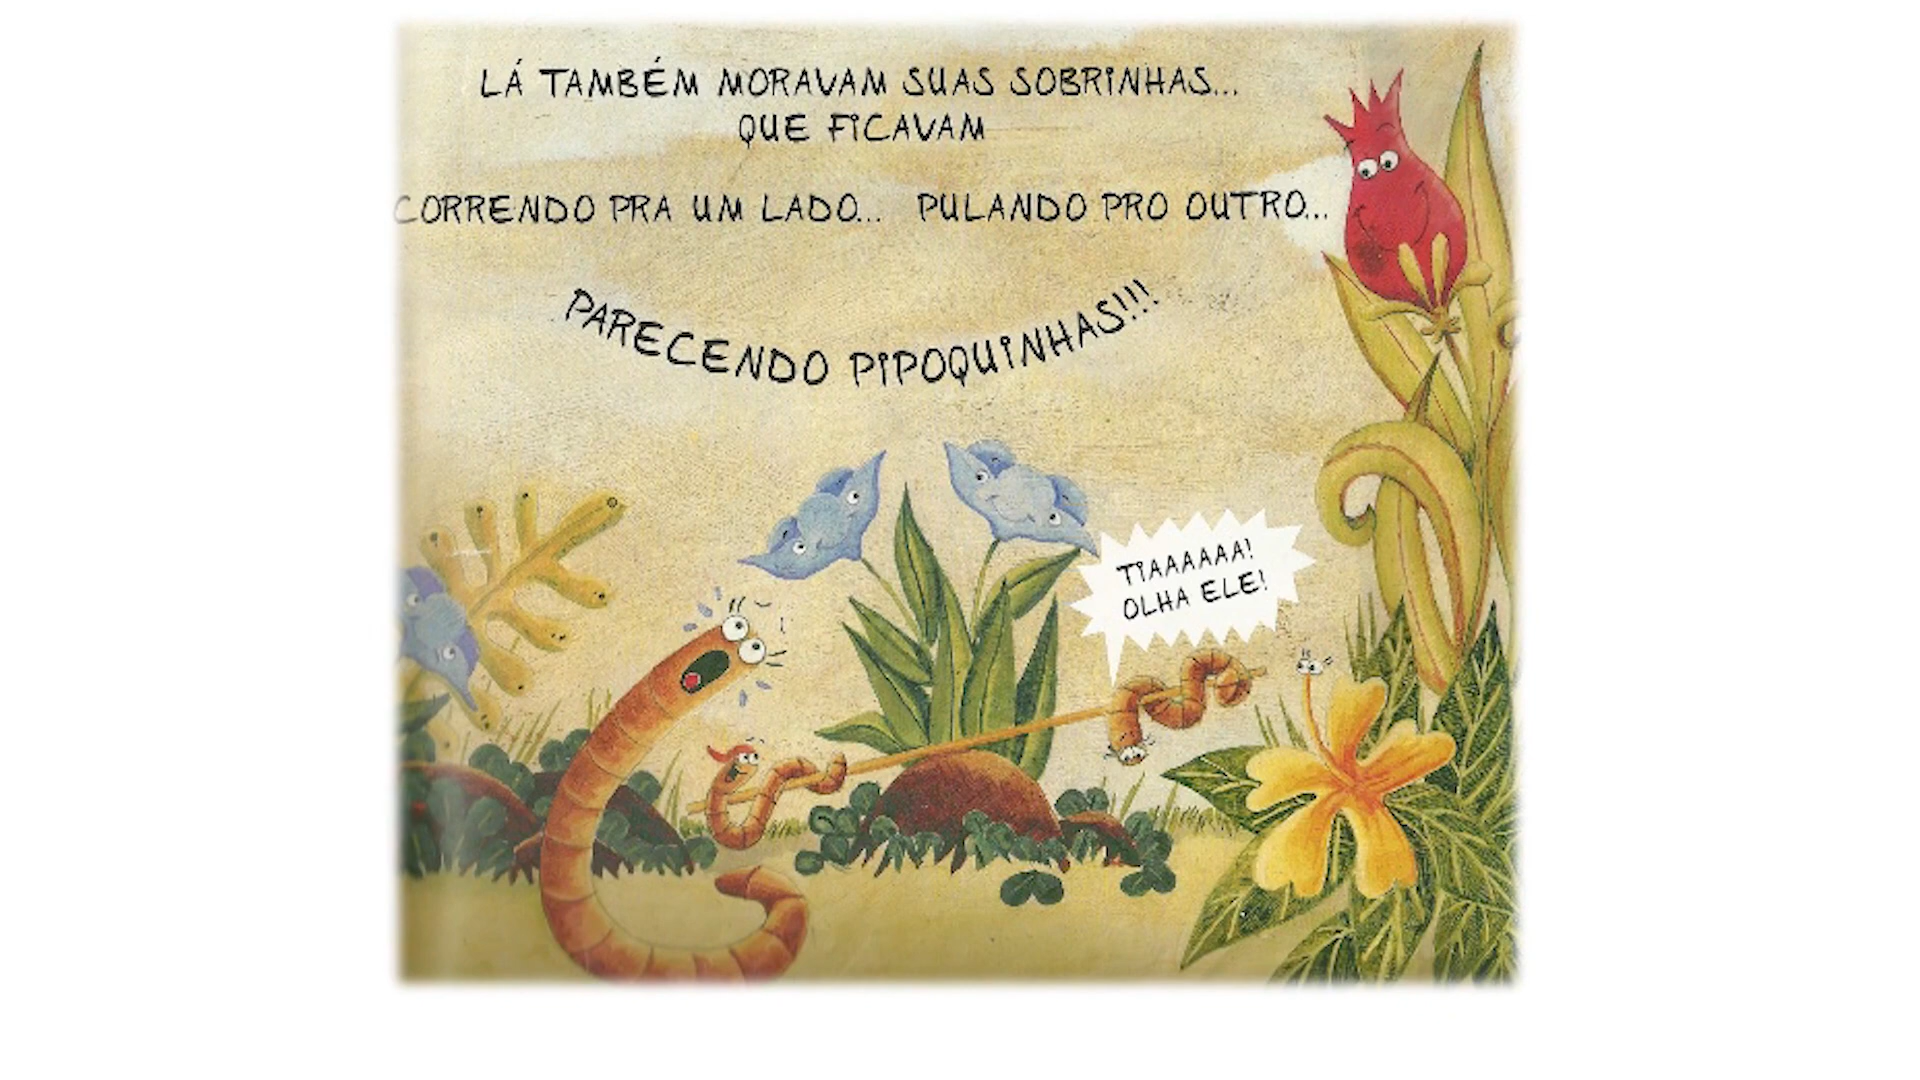 LÁ TAMBÉM MORAVAM SUAS SOBRINHAS...
QUE FICAVAM
CORRENDO PRA UM LADO... PULANDO PRO OUTRO...
PARECENDO PIPOQUINHAS!!!
TIAAAAAA!
OLHA ELE!